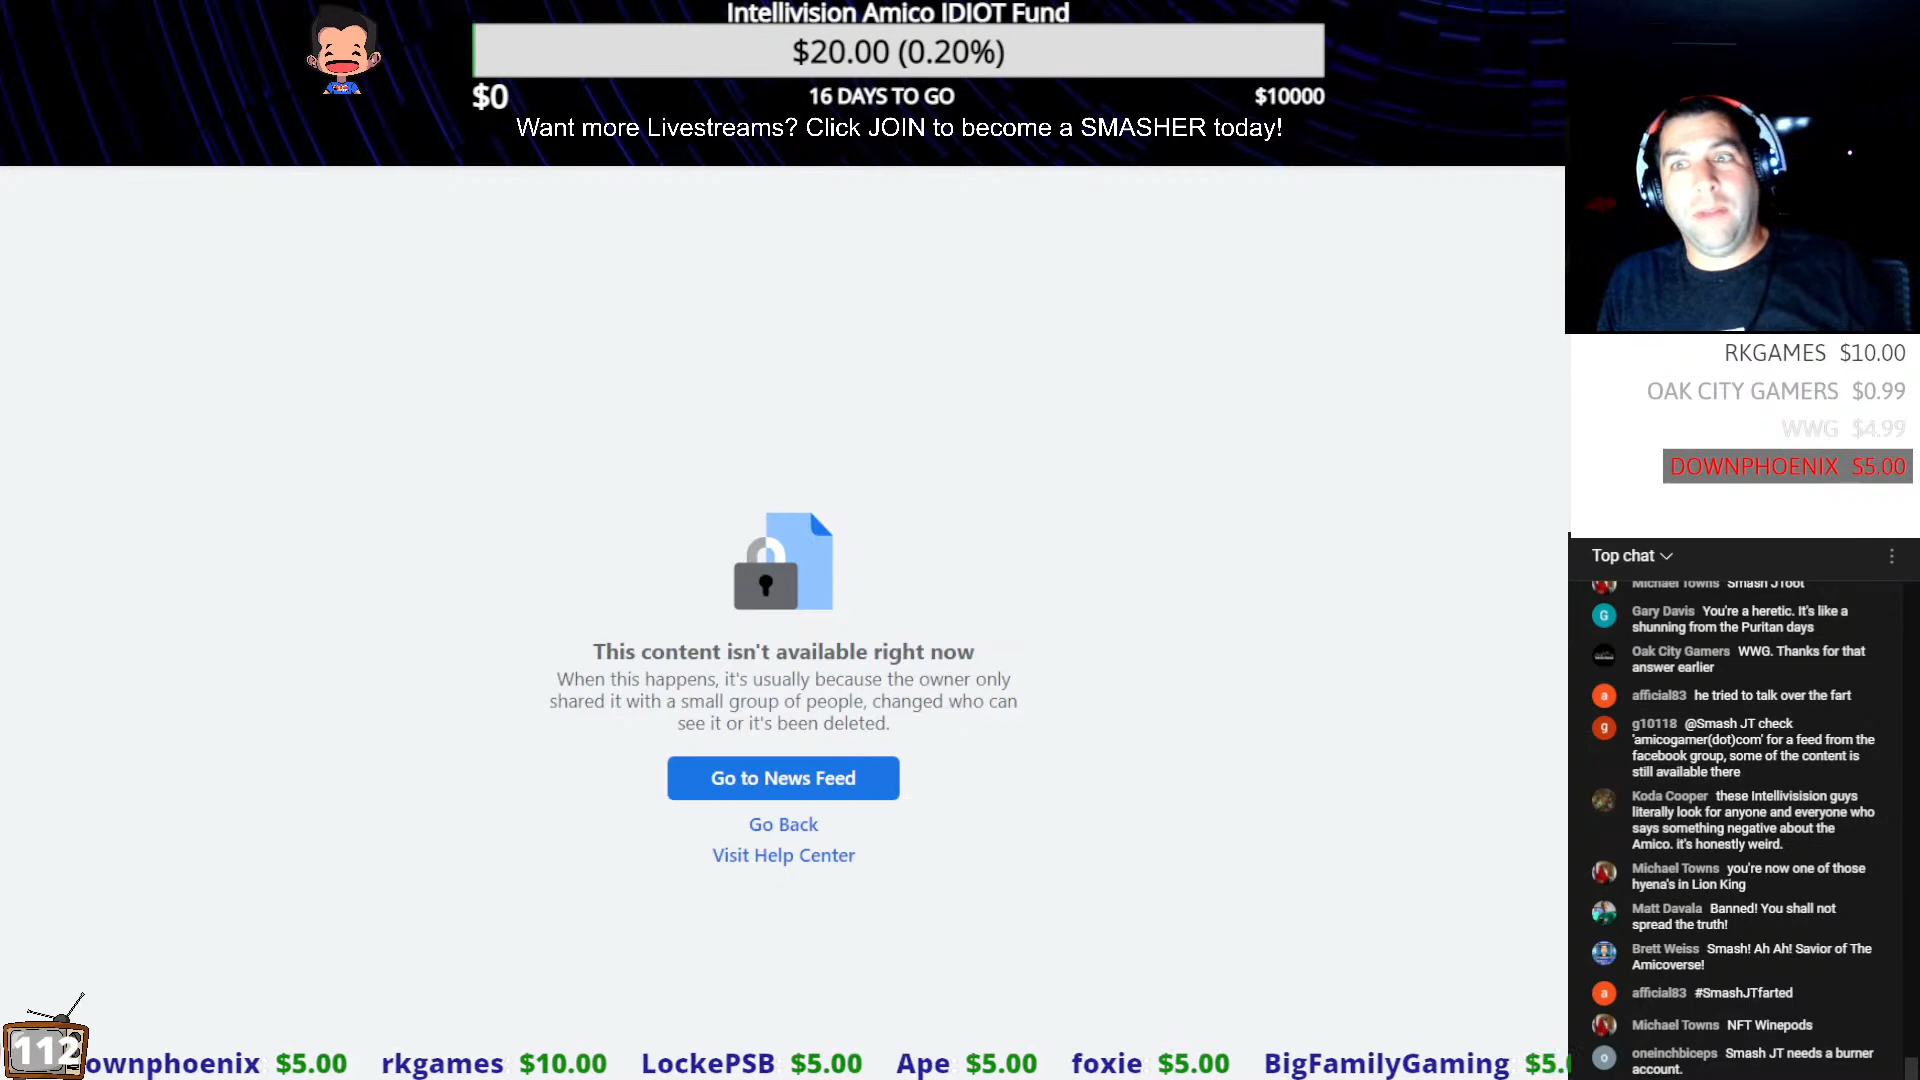 Intellivision Amico IDIOT Fund
$20.00 (0.20%)
$0
16 DAYS TO GO
$10000
Want more Livestreams? Click JOIN to become a SMASHER today!
This content isn't available right now
When this happens, it's usually because the owner only
shared it with a small group of people, changed who can
see it or it's been deleted.
Go to News Feed
Go Back
Visit Help Center
RKGAMES $10.00
OAK CITY GAMERS $0.99
WWG $4.99
DOWNPHOENIX $5.00
Top chat
Michael Towns Smash JToot
G Gary Davis You're a heretic. It's like a
shunning from the Puritan days
Oak City Gamers WWG. Thanks for that
answer earlier
a afficial83 he tried to talk over the fart
g g10118 @Smash JT check
'amicogamer(dot)com' for a feed from the
facebook group, some of the content is
still available there
Koda Cooper these Intellivisision guys
literally look for anyone and everyone who
says something negative about the
Amico. it's honestly weird.
Michael Towns you're now one of those
hyena's in Lion King
Matt Davala Banned! You shall not
spread the truth!
Brett Weiss Smash! Ah Ah! Savior of The
Amicoverse!
a afficial83 #SmashJTfarted
Michael Towns NFT Winepods
o oneinchbiceps Smash JT needs a burner
account.
112
ownphoenix $5.00 rkgames $10.00 LockePSB $5.00 Ape $5.00 foxie $5.00 BigFamilyGaming $5.